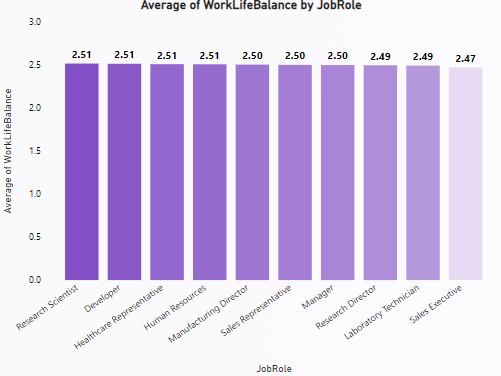 Average of WorkLifeBalance by JobRole
Average of WorkLifeBalance
3.0
2.5
2.0
1.5
1.0
0.5
0.0
2.51 2.51 2.51 2.51 2.50 2.50 2.50 2.49 2.49 2.47
Research Scientist
Developer
Healthcare Representative
Human Resources
Manufacturing Director
Sales Representative
Manager
Research Director
Laboratory Technician
Sales Executive
JobRole